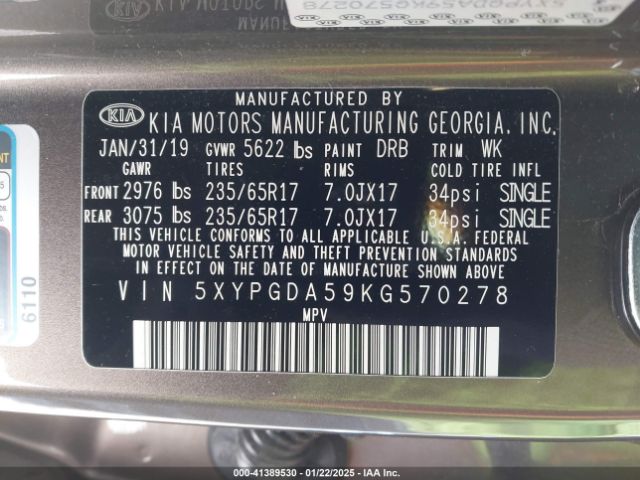 5XYPGDA59KG570278
MANUFACTURED BY
KIA KIA MOTORS MANUFACTURING GEORGIA, INC.
JAN/31/19 GVWR 5622 lbs PAINT DRB TRIM WK
GAWR TIRES RIMS COLD TIRE INFL
FRONT 2976 lbs 235/65R17 7.0JX17 34psi SINGLE
REAR 3075 lbs 235/65R17 7.0JX17 34psi SINGLE
THIS VEHICLE CONFORMS TO ALL APPLICABLE U.S.A. FEDERAL
MOTOR VEHICLE SAFETY AND THEFT PREVENTION STANDARDS
IN EFFECT ON THE DATE OF MANUFACTURE SHOWN ABOVE
VIN 5XYPGDA59KG570278
MPV
6110
000-41389530 - 01/22/2025 - IAA Inc.